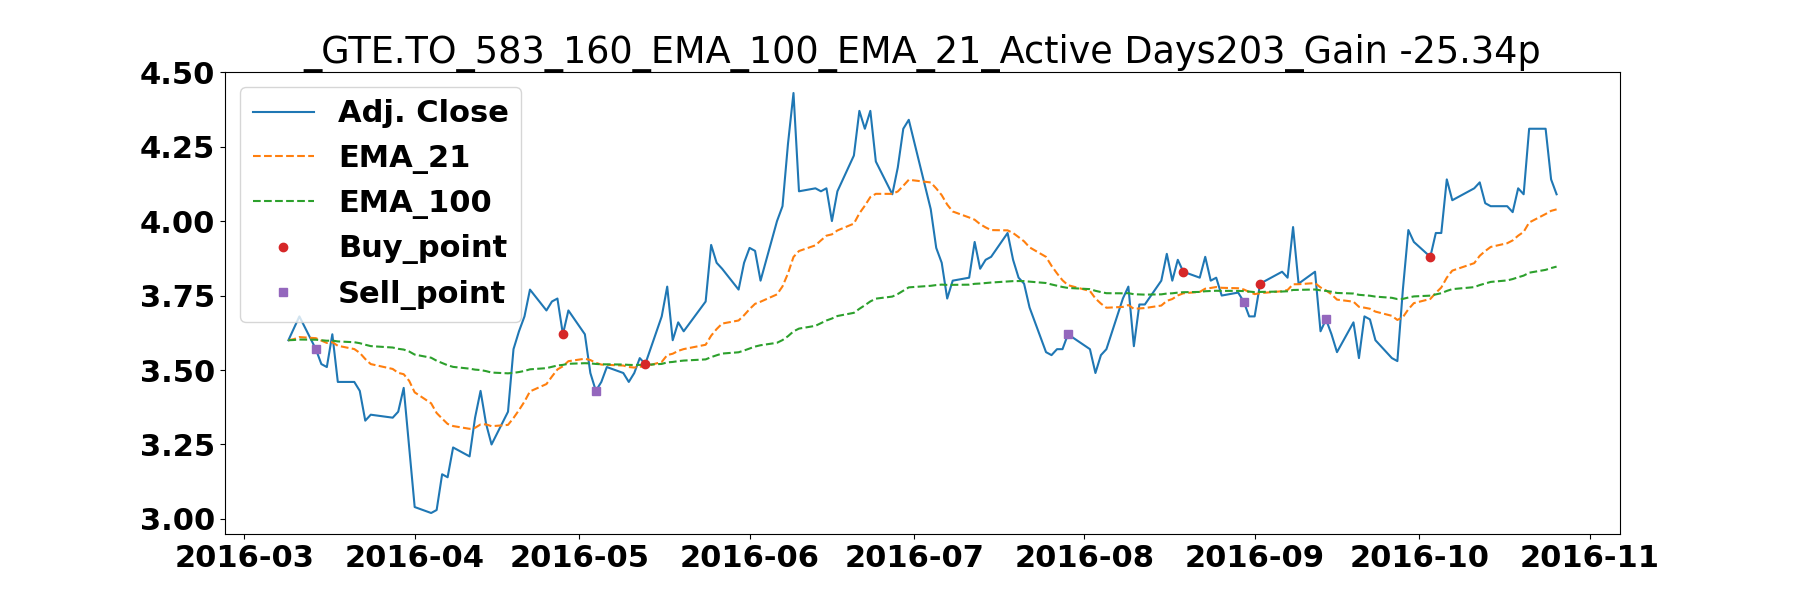 _GTE.TO_583_160_EMA_100_EMA_21_Active Days203_Gain -25.34p
4.50
4.25
4.00
3.75
3.50
3.25
3.00
Adj. Close
EMA_21
EMA_100
Buy_point
Sell_point
2016-03 2016-04 2016-05 2016-06 2016-07 2016-08 2016-09 2016-10 2016-11